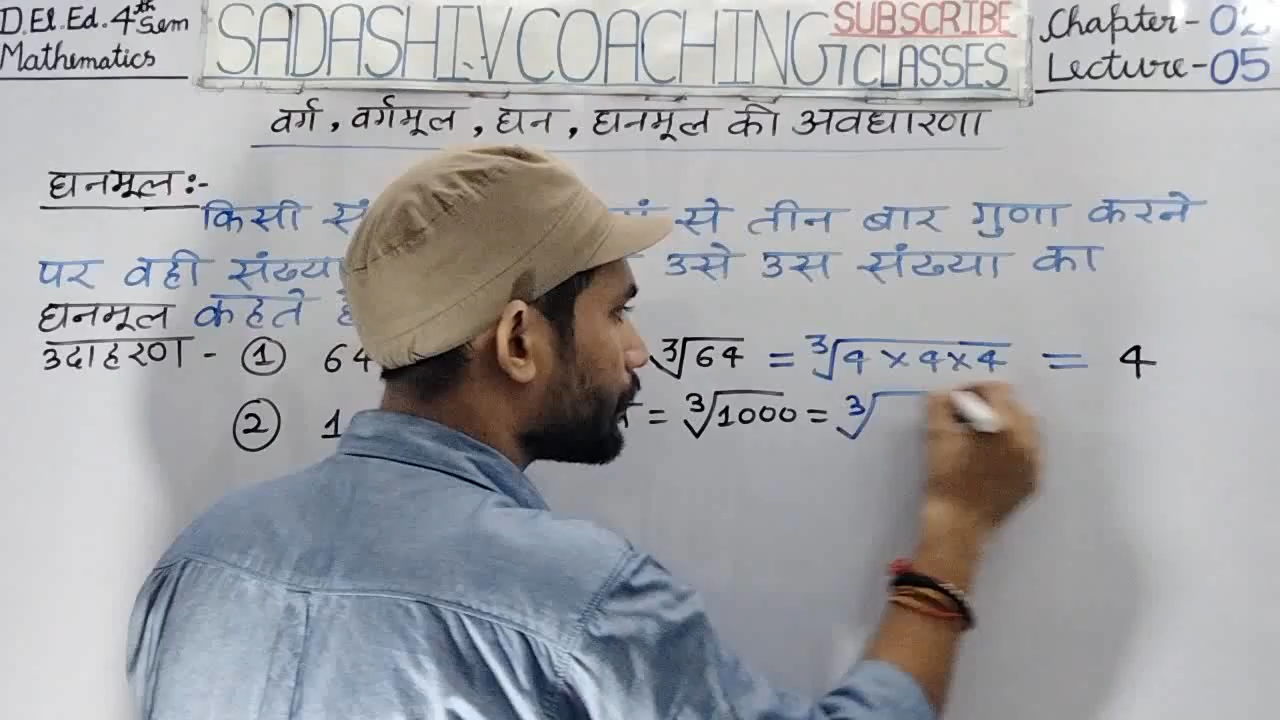 D.El.Ed. 4th Sem
Mathematics
SADASHIV COACHING CLASSES
SUBSCRIBE
Chapter - 02
Lecture - 05
वर्ग, वर्गमूल, घन, घनमूल की अवधारणा
घनमूल :-
किसी से तीन बार गुणा करने
पर वही संख्या उसे उस संख्या का
घनमूल कहते
उदाहरण - ① 64 ∛64 = ∛4×4×4 = 4
② 1 = ∛1000 = ∛